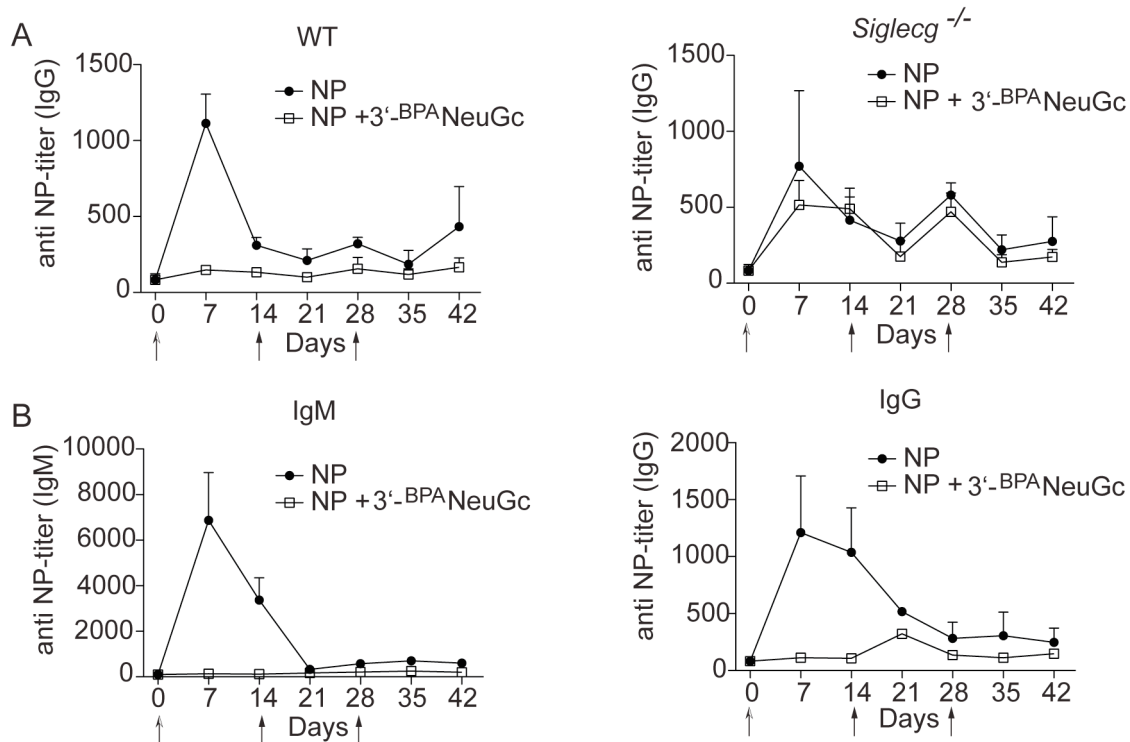 A
WT
Siglecg -/-
anti NP-titer (IgG)
1500
1000
500
0
NP
NP +3‘-BPANeuGc
0 7 14 21 28 35 42
Days
anti NP-titer (IgG)
1500
1000
500
0
NP
NP + 3‘-BPANeuGc
0 7 14 21 28 35 42
Days
B
IgM
IgG
anti NP-titer (IgM)
10000
8000
6000
4000
2000
0
NP
NP +3‘-BPANeuGc
0 7 14 21 28 35 42
Days
anti NP-titer (IgG)
2000
1500
1000
500
0
NP
NP +3‘-BPANeuGc
0 7 14 21 28 35 42
Days